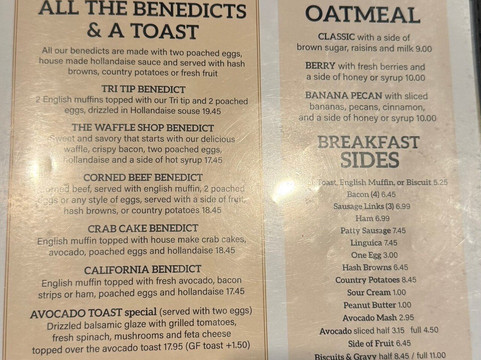 ALL THE BENEDICTS
& A TOAST
All our benedicts are made with two poached eggs,
house made hollandaise sauce and served with hash
browns, country potatoes or fresh fruit
TRI TIP BENEDICT
2 English muffins topped with our Tri tip and 2 poached
eggs, drizzled in Hollandaise souse 19.45
THE WAFFLE SHOP BENEDICT
Sweet and savory that starts with our delicious
waffle, crispy bacon, two poached eggs,
hollandaise and a side of hot syrup 17.45
CORNED BEEF BENEDICT
beef, served with english muffin, 2 poached
eggs or any style of eggs, served with a side of fruit,
hash browns, or country potatoes 18.45
CRAB CAKE BENEDICT
English muffin topped with house make crab cakes,
avocado, poached eggs and hollandaise 18.45
CALIFORNIA BENEDICT
English muffin topped with fresh avocado, bacon
strips or ham, poached eggs and hollandaise 17.45
AVOCADO TOAST special (served with two eggs)
Drizzled balsamic glaze with grilled tomatoes,
fresh spinach, mushrooms and feta cheese
topped over the avocado toast 17.95 (GF toast +1.50)
OATMEAL
CLASSIC with a side of
brown sugar, raisins and milk 9.00
BERRY with fresh berries and
a side of honey or syrup 10.00
BANANA PECAN with sliced
bananas, pecans, cinnamon,
and a side of honey or syrup 10.00
BREAKFAST
SIDES
Toast, English Muffin, or Biscuit 5.25
Bacon (4) 6.45
Sausage Links (3) 6.99
Ham 6.99
Patty Sausage 7.45
Linguica 7.45
One Egg 3.00
Hash Browns 6.45
Country Potatoes 6.45
Sour Cream 1.00
Peanut Butter 1.00
Avocado Mash 2.95
Avocado sliced half 3.15 full 4.50
Side of Fruit 6.45
Biscuits & Gravy half 8.45 / full 11.00